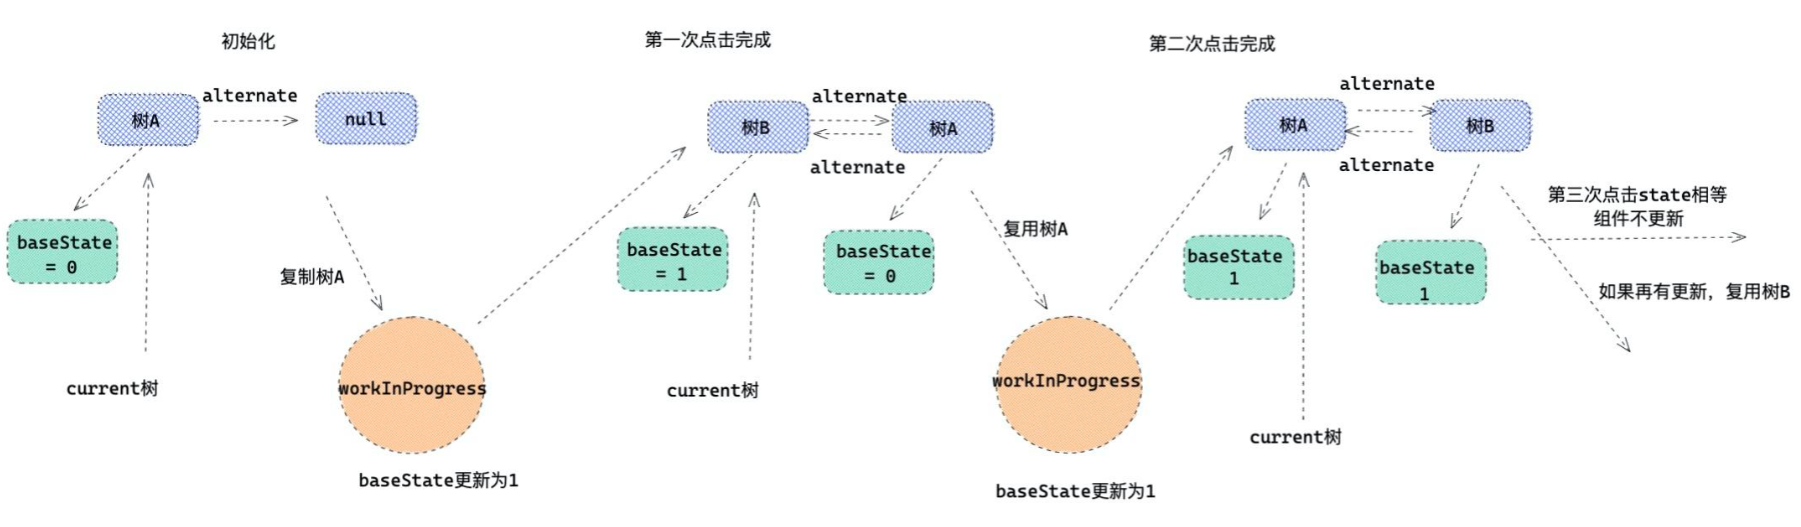 初始化
树A
alternate
null
baseState
= 0
复制树A
current树
workInProgress
baseState更新为1
第一次点击完成
树B
alternate
树A
alternate
baseState
= 1
baseState
= 0
复用树A
current树
workInProgress
baseState更新为1
第二次点击完成
树A
alternate
树B
alternate
baseState
1
baseState
1
current树
第三次点击state相等
组件不更新
如果再有更新，复用树B